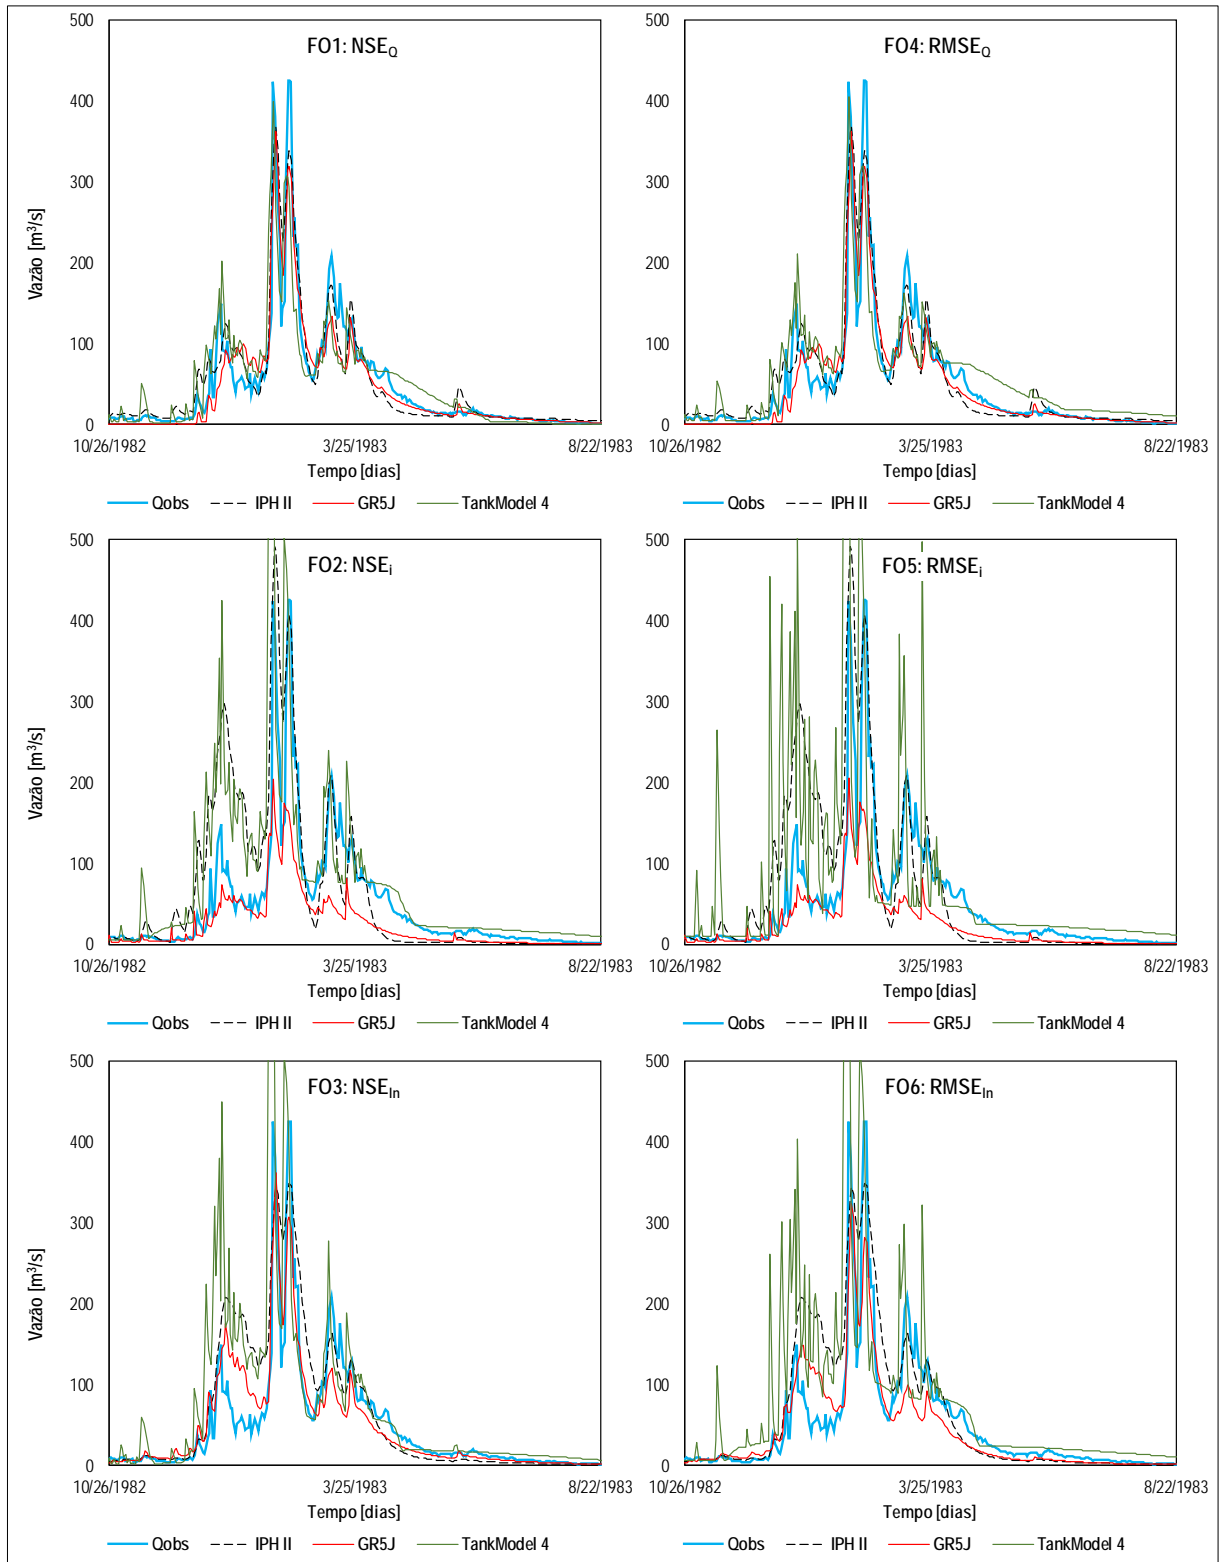 FO1: NSEQ
FO4: RMSEQ
500
400
300
200
100
0
Vazão [m³/s]
10/26/1982 3/25/1983 8/22/1983
Tempo [dias]
Qobs IPH II GR5J TankModel 4
500
400
300
200
100
0
10/26/1982 3/25/1983 8/22/1983
Tempo [dias]
Qobs IPH II GR5J TankModel 4
FO2: NSEi
FO5: RMSEi
500
400
300
200
100
0
Vazão [m³/s]
10/26/1982 3/25/1983 8/22/1983
Tempo [dias]
Qobs IPH II GR5J TankModel 4
500
400
300
200
100
0
10/26/1982 3/25/1983 8/22/1983
Tempo [dias]
Qobs IPH II GR5J TankModel 4
FO3: NSEln
FO6: RMSEln
500
400
300
200
100
0
Vazão [m³/s]
10/26/1982 3/25/1983 8/22/1983
Tempo [dias]
Qobs IPH II GR5J TankModel 4
500
400
300
200
100
0
10/26/1982 3/25/1983 8/22/1983
Tempo [dias]
Qobs IPH II GR5J TankModel 4